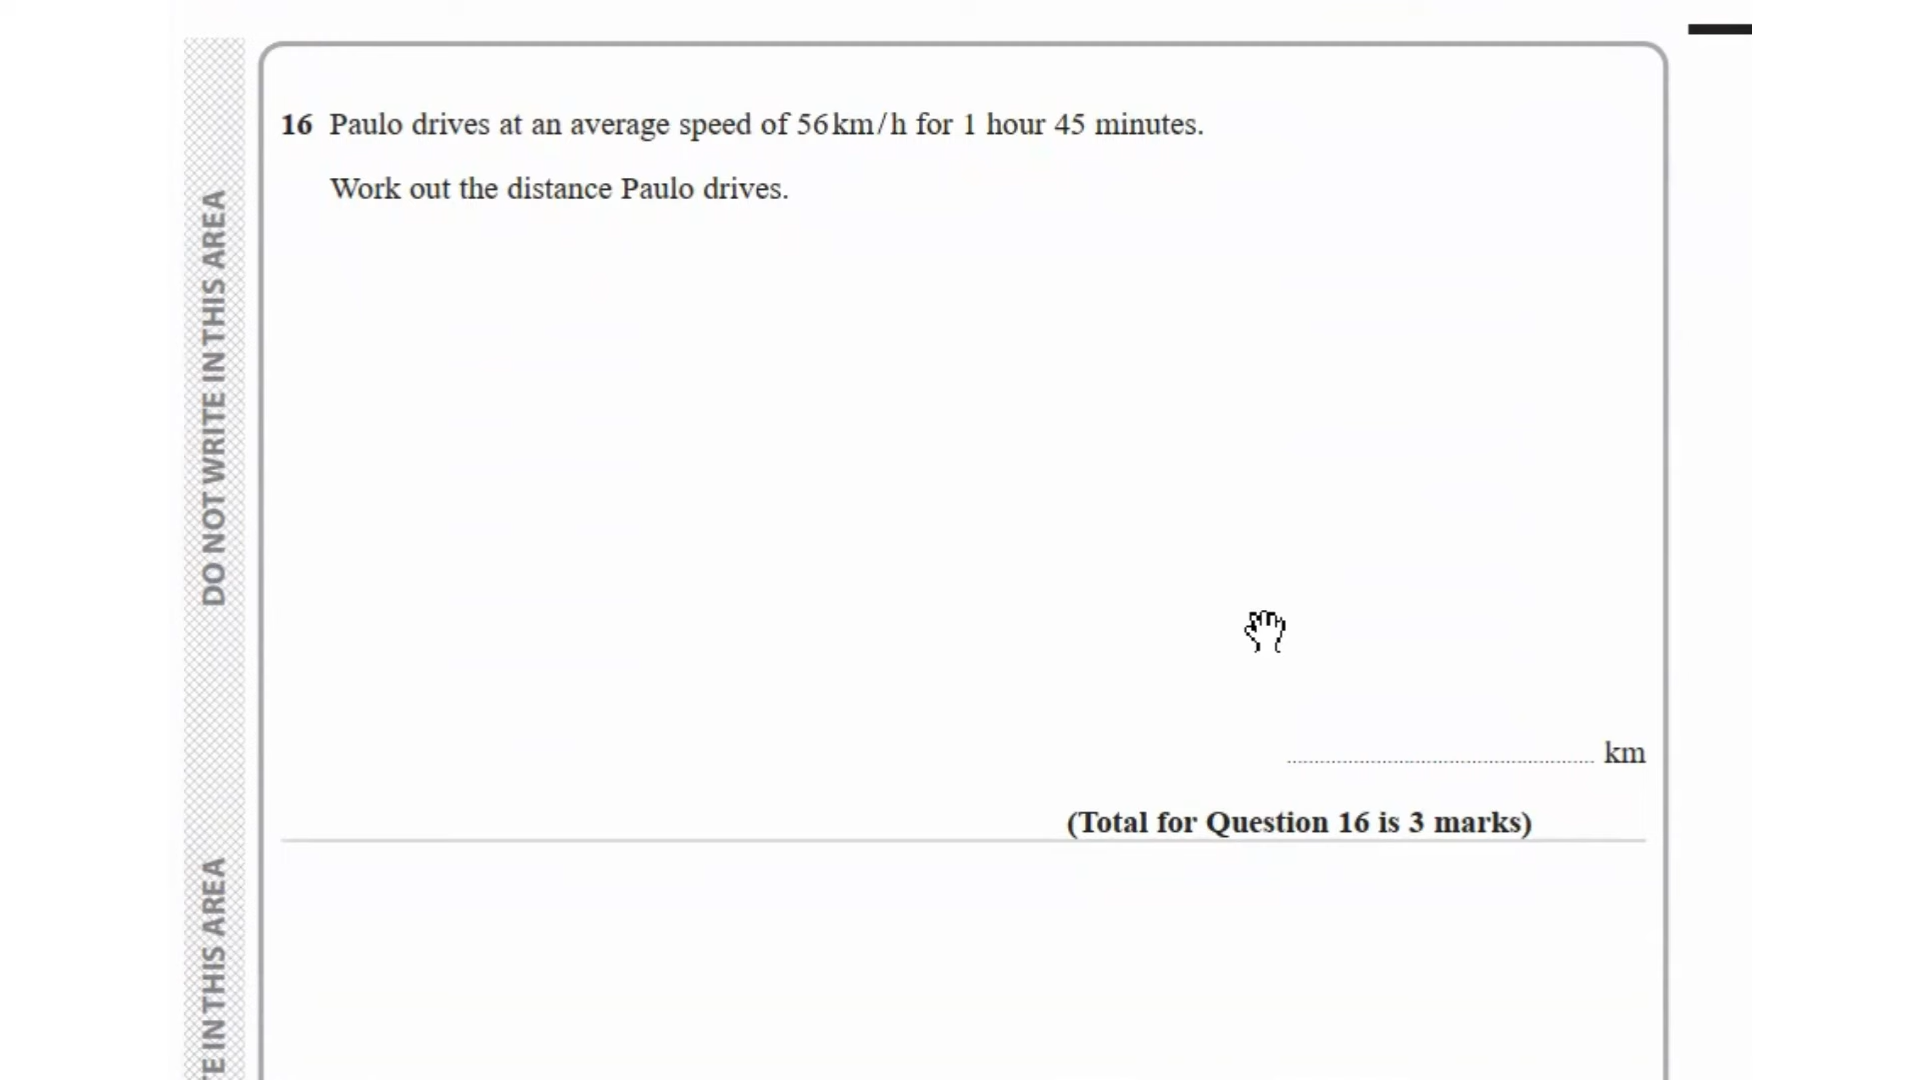 16 Paulo drives at an average speed of 56 km/h for 1 hour 45 minutes.
Work out the distance Paulo drives.
.......................................................... km
(Total for Question 16 is 3 marks)
DO NOT WRITE IN THIS AREA
TE IN THIS AREA